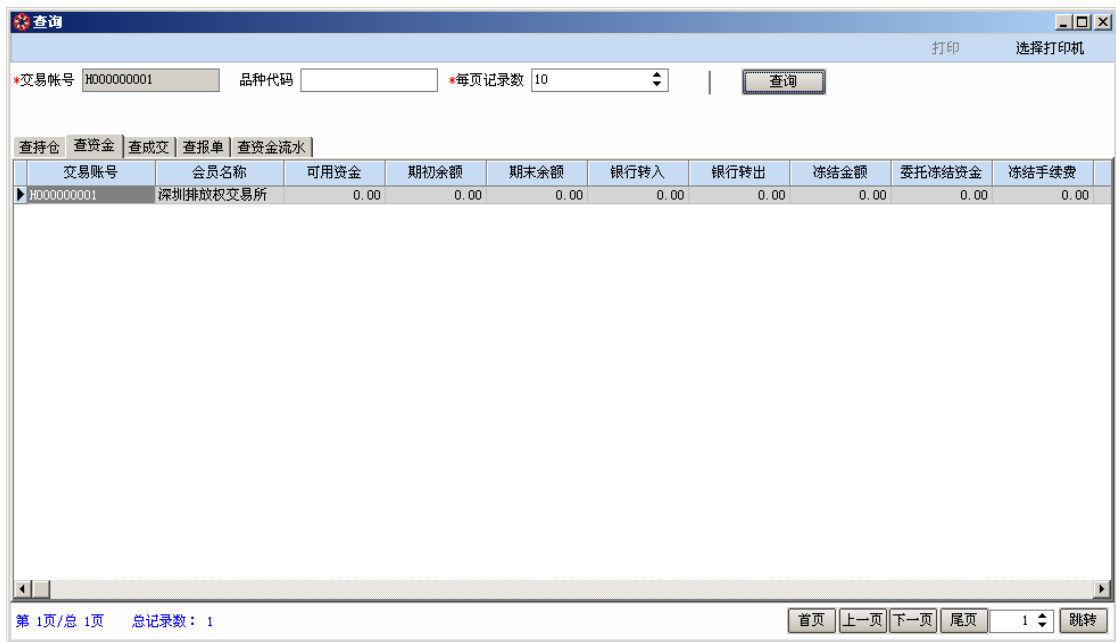 查询
打印 选择打印机
*交易帐号 H000000001 品种代码 *每页记录数 10 查询
查持仓 查资金 查成交 查报单 查资金流水
交易账号 会员名称 可用资金 期初余额 期末余额 银行转入 银行转出 冻结金额 委托冻结资金 冻结手续费
H000000001 深圳排放权交易所 0.00 0.00 0.00 0.00 0.00 0.00 0.00 0.00
第 1页/总 1页 总记录数: 1 首页 上一页 下一页 尾页 1 跳转